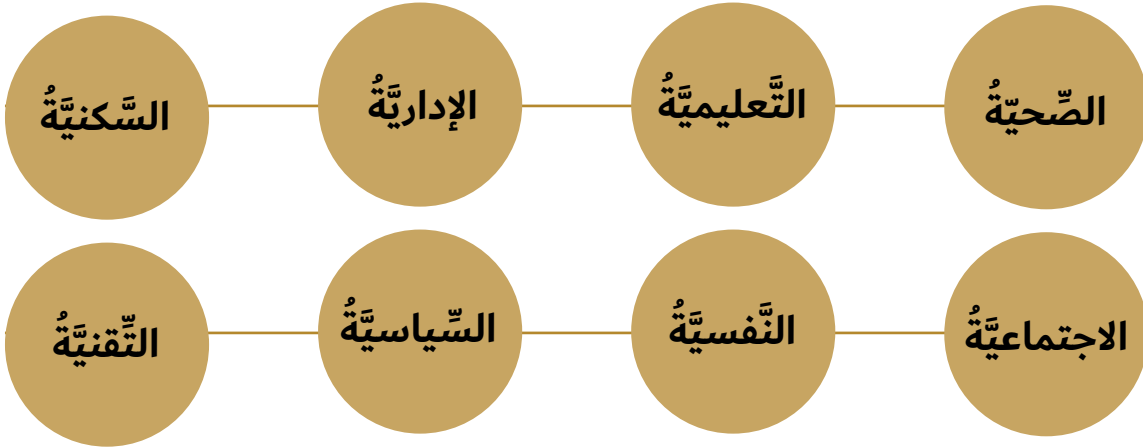 الصِّحيّةُ
التَّعليميَّةُ
الإداريَّةُ
السَّكنيَّةُ
الاجتماعيَّةُ
النَّفسيَّةُ
السِّياسيَّةُ
التِّقنيَّةُ